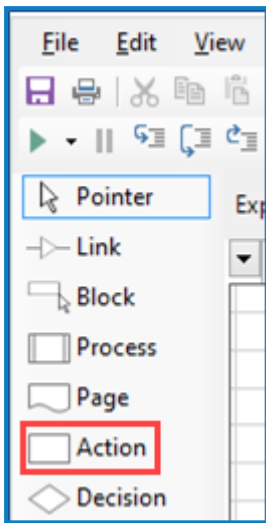 File Edit View
Pointer
Exp
Link
Block
Process
Page
Action
Decision